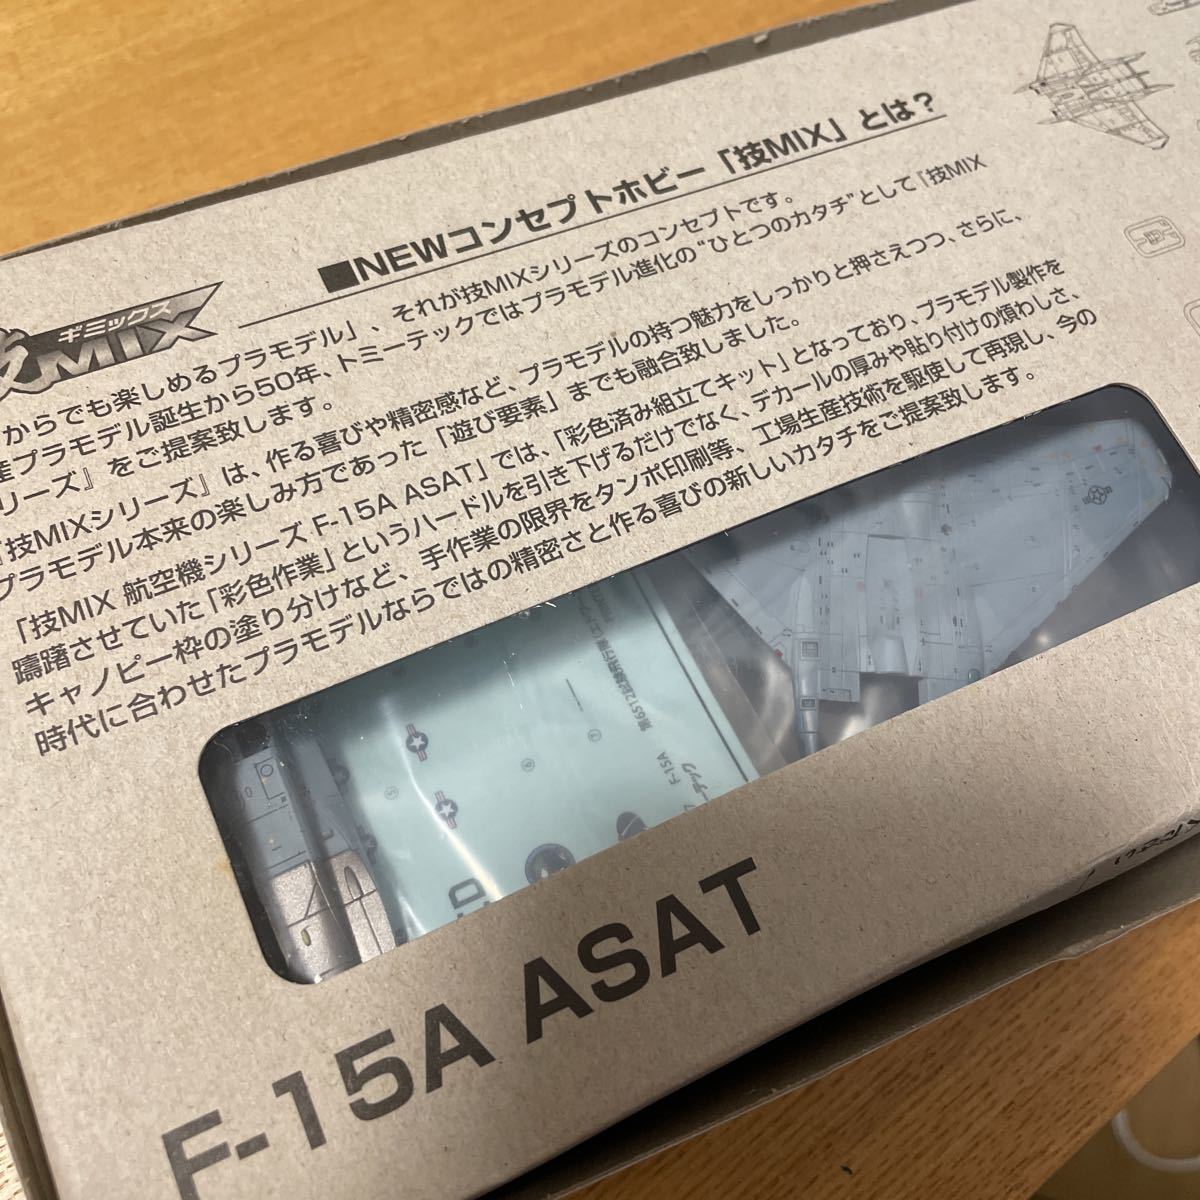 ■NEWコンセプトホビー「技MIX」とは？
ギミックス
MIX
からでも楽しめるプラモデル」、それが技MIXシリーズのコンセプトです。
産プラモデル誕生から50年、トミーテックではプラモデル進化の“ひとつのカタチ”として『技MIX
リーズ』をご提案致します。
「技MIXシリーズ』は、作る喜びや精密感など、プラモデルの持つ魅力をしっかりと押さえつつ、さらに、
プラモデル本来の楽しみ方であった「遊び要素」までも融合致しました。
「技MIX 航空機シリーズ F-15A ASAT」では、「彩色済み組立てキット」となっており、プラモデル製作を
躊躇させていた「彩色作業」というハードルを引き下げるだけでなく、デカールの厚みや貼り付けの煩わしさ、
キャノピー枠の塗り分けなど、手作業の限界をタンポ印刷等、工場生産技術を駆使して再現し、今の
時代に合わせたプラモデルならではの精密さと作る喜びの新しいカタチをご提案致します。
F-15A 第6512試験飛行隊
F-15A ASAT